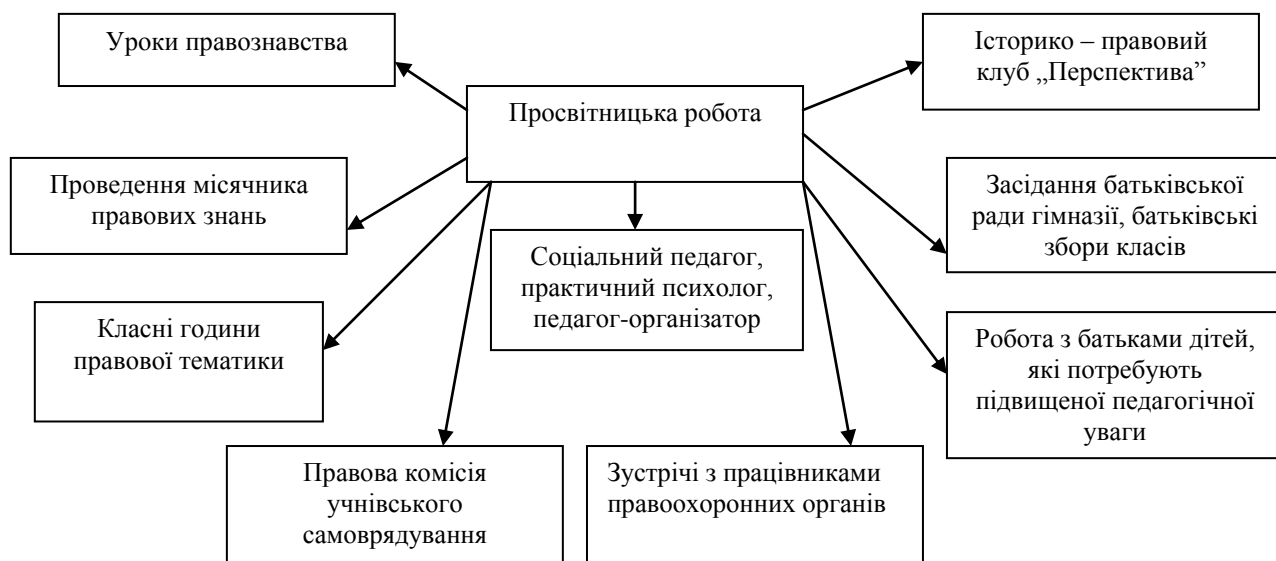 Уроки правознавства
Історико – правовий
клуб „Перспектива”
Просвітницька робота
Проведення місячника
правових знань
Засідання батьківської
ради гімназії, батьківські
збори класів
Соціальний педагог,
практичний психолог,
педагог-організатор
Класні години
правової тематики
Робота з батьками дітей,
які потребують
підвищеної педагогічної
уваги
Правова комісія
учнівського
самоврядування
Зустрічі з працівниками
правоохоронних органів